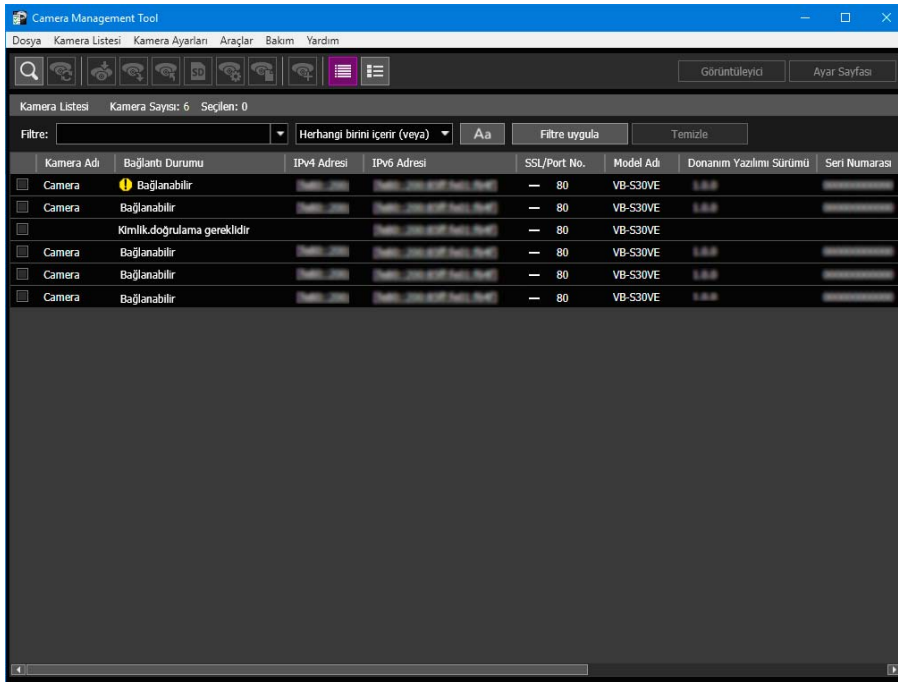 Camera Management Tool
Dosya Kamera Listesi Kamera Ayarları Araçlar Bakım Yardım
SD Görüntüleyici Ayar Sayfası
Kamera Listesi Kamera Sayısı: 6 Seçilen: 0
Filtre: Herhangi birini içerir (veya) Aa Filtre uygula Temizle
Kamera Adı Bağlantı Durumu IPv4 Adresi IPv6 Adresi SSL/Port No. Model Adı Donanım Yazılımı Sürümü Seri Numarası
Camera Bağlanabilir — 80 VB-S30VE
Camera Bağlanabilir — 80 VB-S30VE
Kimlik.doğrulama gereklidir — 80 VB-S30VE
Camera Bağlanabilir — 80 VB-S30VE
Camera Bağlanabilir — 80 VB-S30VE
Camera Bağlanabilir — 80 VB-S30VE